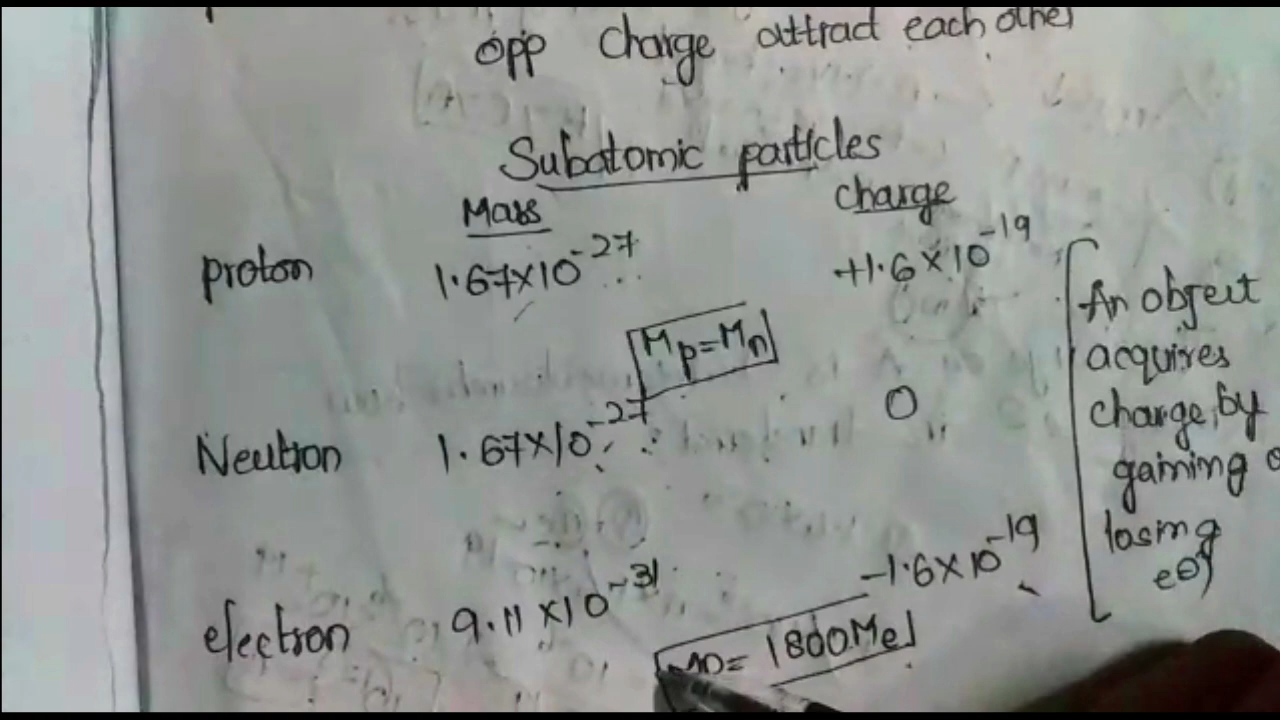 opp charge attract each other
Subatomic particles
Mass charge
proton 1.67×10⁻²⁷ +1.6×10⁻¹⁹
Mp=Mn
Neutron 1.67×10⁻²⁷ 0
electron 9.11×10⁻³¹ -1.6×10⁻¹⁹
= 1800Me
An object
acquires
charge by
gaining
losing